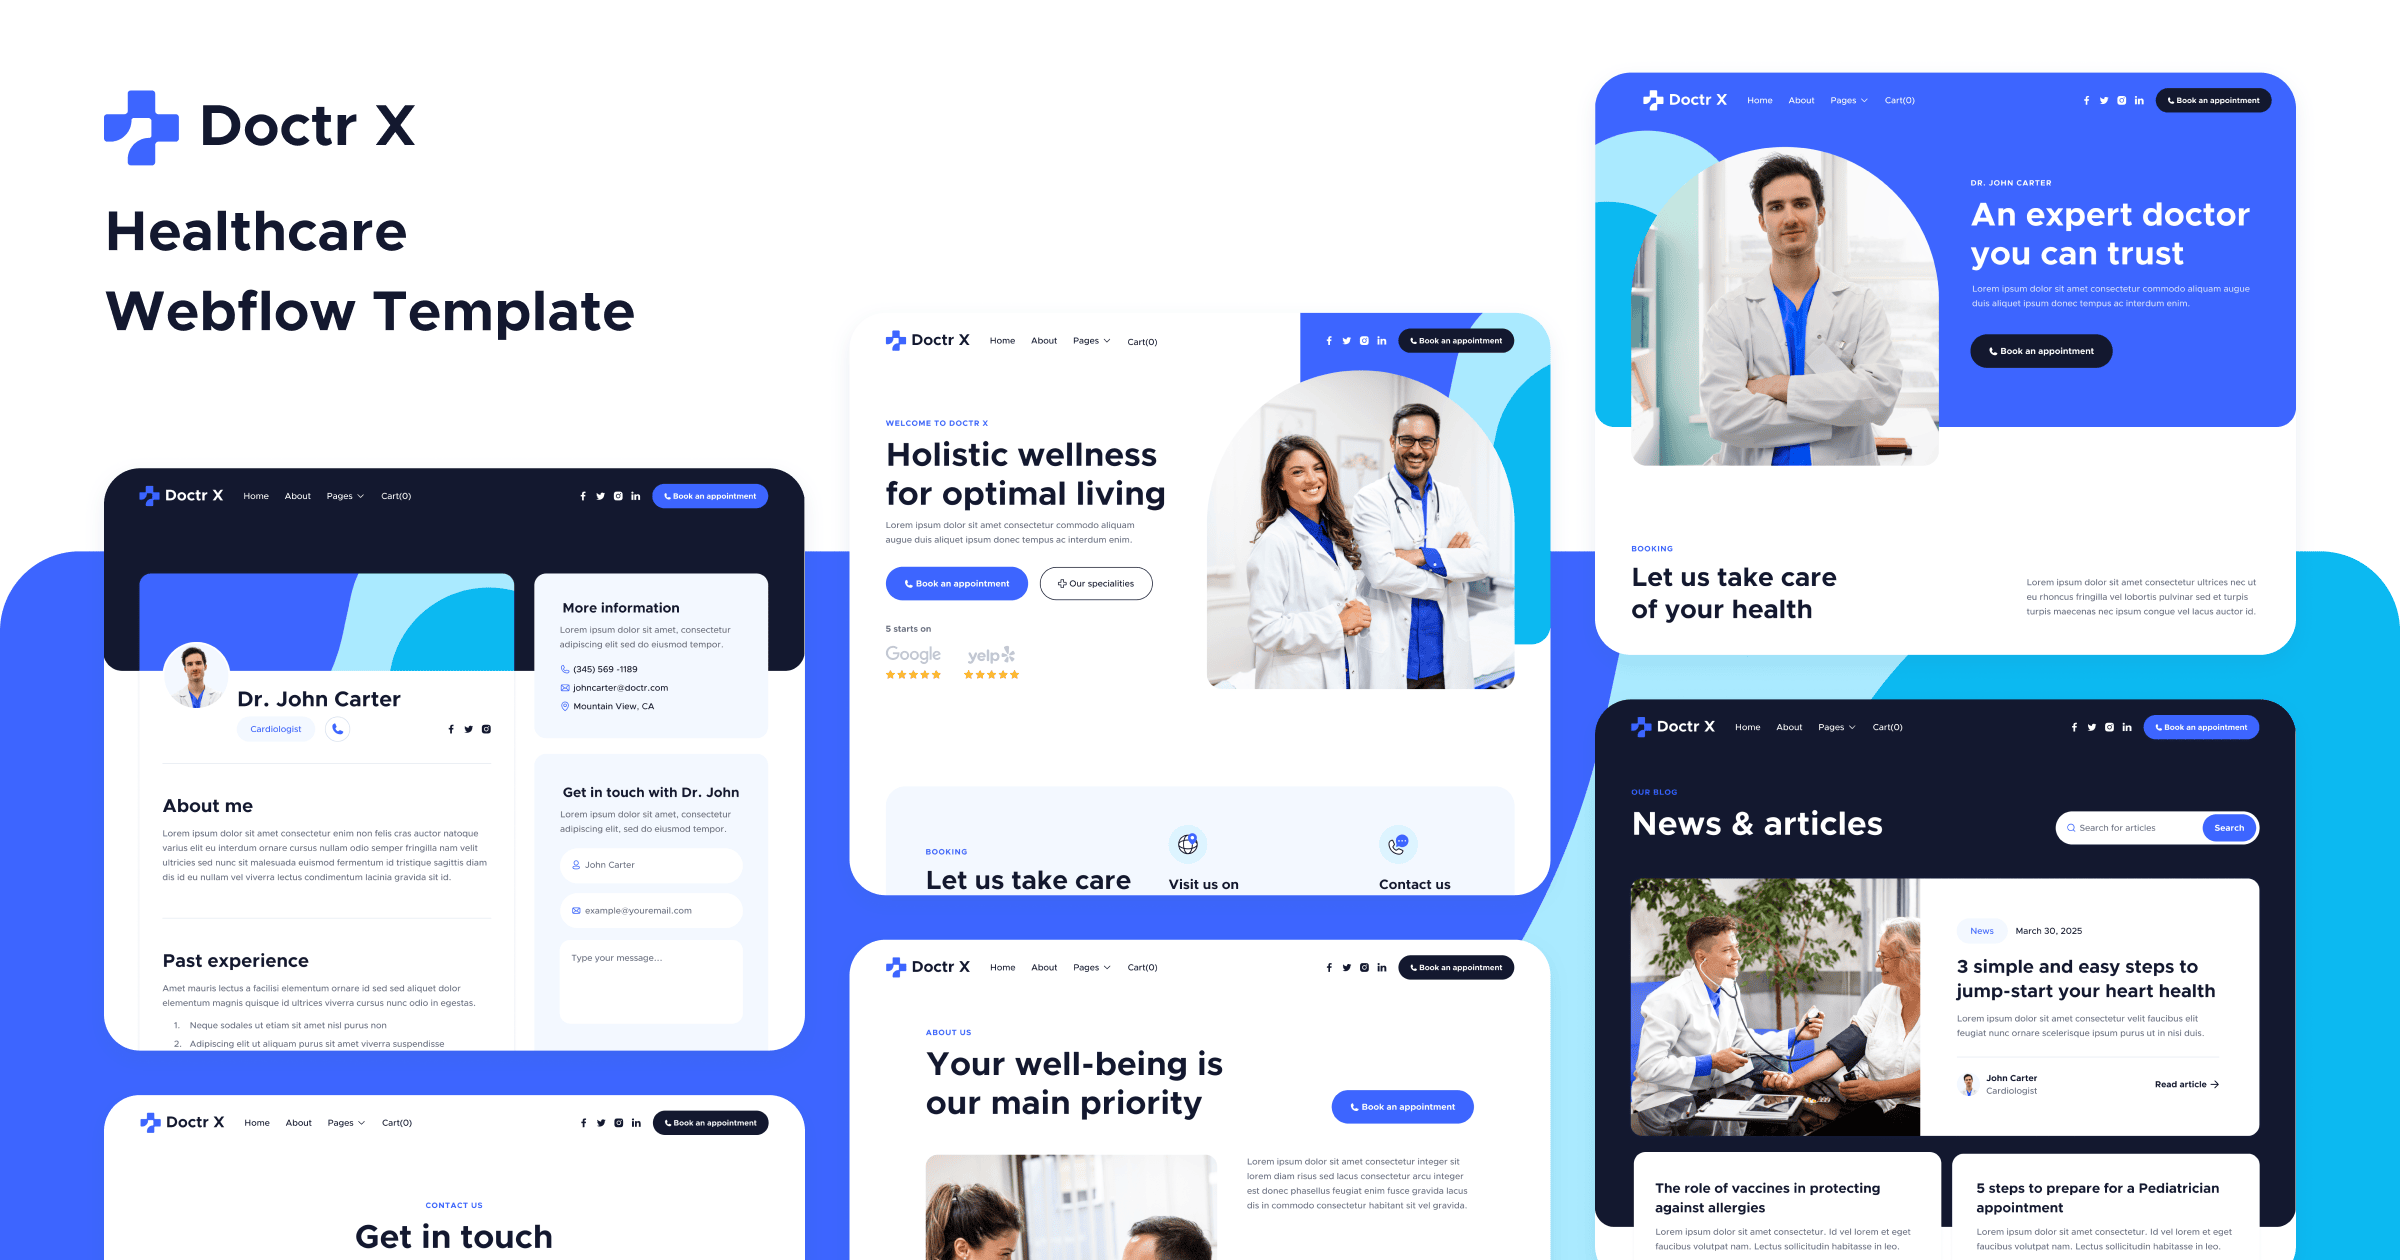 Doctr X
Healthcare
Webflow Template
Doctr X Home About Pages Cart(0) Book an appointment
Dr. John Carter
Cardiologist
About me
Lorem ipsum dolor sit amet consectetur enim non felis cras auctor natoque
varius elit eu interdum ornare cursus nullam odio semper fringilla nam velit
ultricies sed nunc sit malesuada euismod fermentum id tristique sagittis diam
dis id eu nullam vel viverra lectus condimentum lacinia gravida sit id.
Past experience
Amet mauris lectus a facilisi elementum ornare id sed sed aliquet dolor
elementum magnis quisque id ultrices viverra cursus nunc odio in egestas.
1. Neque sodales ut etiam sit amet nisl purus non
2. Adipiscing elit ut aliquam purus sit amet viverra suspendisse
More information
Lorem ipsum dolor sit amet, consectetur
adipiscing elit sed do eiusmod tempor.
(345) 569 -1189
johncarter@doctr.com
Mountain View, CA
Get in touch with Dr. John
Lorem ipsum dolor sit amet, consectetur
adipiscing elit, sed do eiusmod tempor.
John Carter
example@youremail.com
Type your message...
Doctr X Home About Pages Cart(0) Book an appointment
CONTACT US
Get in touch
Doctr X Home About Pages Cart(0) Book an appointment
WELCOME TO DOCTR X
Holistic wellness
for optimal living
Lorem ipsum dolor sit amet consectetur commodo aliquam
augue duis aliquet ipsum donec tempus ac interdum enim.
Book an appointment Our specialities
5 starts on
Google yelp
BOOKING
Let us take care
Visit us on
Contact us
Doctr X Home About Pages Cart(0) Book an appointment
ABOUT US
Your well-being is
our main priority
Book an appointment
Lorem ipsum dolor sit amet consectetur integer sit
lorem diam risus sed lacus consectetur arcu integer
est donec phasellus feugiat enim fusce gravida lacus
dis in commodo consectetur habitant sit vel gravida.
Doctr X Home About Pages Cart(0) Book an appointment
DR. JOHN CARTER
An expert doctor
you can trust
Lorem ipsum dolor sit amet consectetur commodo aliquam augue
duis aliquet ipsum donec tempus ac interdum enim.
Book an appointment
BOOKING
Let us take care
of your health
Lorem ipsum dolor sit amet consectetur ultrices nec ut
eu rhoncus fringilla vel lobortis pulvinar sed et turpis
turpis maecenas nec ipsum congue vel lacus auctor id.
Doctr X Home About Pages Cart(0) Book an appointment
OUR BLOG
News & articles
Search for articles Search
News March 30, 2025
3 simple and easy steps to
jump-start your heart health
Lorem ipsum dolor sit amet consectetur velit faucibus elit
feugiat nunc ornare scelerisque ipsum purus ut in nisi duis.
John Carter
Cardiologist
Read article
The role of vaccines in protecting
against allergies
Lorem ipsum dolor sit amet consectetur. Id vel lorem et eget
faucibus volutpat nam. Lectus sollicitudin habitasse in leo.
5 steps to prepare for a Pediatrician
appointment
Lorem ipsum dolor sit amet consectetur. Id vel lorem et eget
faucibus volutpat nam. Lectus sollicitudin habitasse in leo.